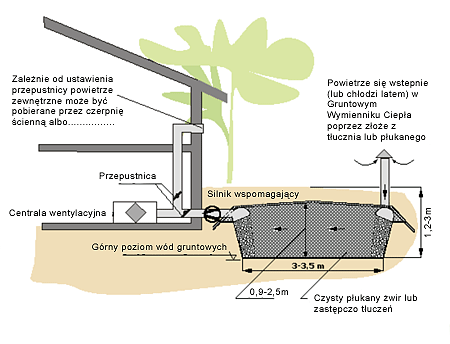 Zależnie od ustawienia
przepustnicy powietrze
zewnętrzne może być
pobierane przez czerpnię
ścienną albo................
Powietrze się wstepnie
(lub chłodzi latem) w
Gruntowym
Wymienniku Ciepła
poprzez złoże z
tłucznia lub płukanego
Przepustnica
Silnik wspomagający
Centrala wentylacyjna
1,2-3m
Górny poziom wód gruntowych
3-3,5 m
0,9-2,5m
Czysty płukany żwir lub
zastępczo tłuczeń